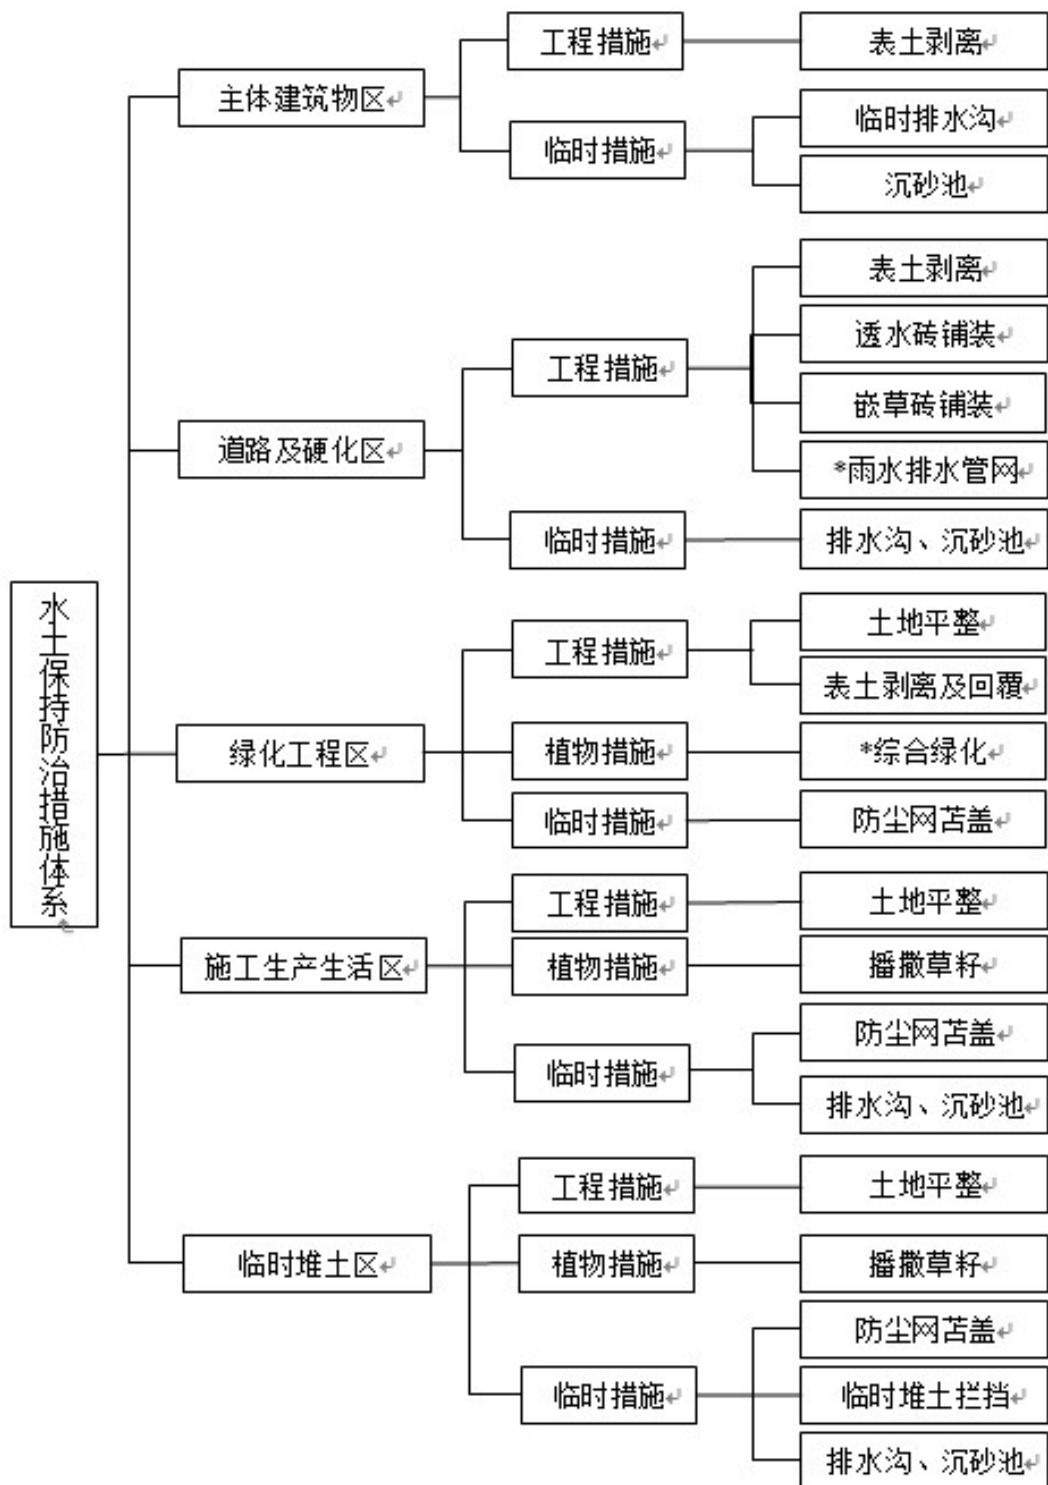 水土保持防治措施体系
主体建筑物区
工程措施
表土剥离
临时措施
临时排水沟
沉砂池
道路及硬化区
工程措施
表土剥离
透水砖铺装
嵌草砖铺装
*雨水排水管网
临时措施
排水沟、沉砂池
绿化工程区
工程措施
土地平整
表土剥离及回覆
植物措施
*综合绿化
临时措施
防尘网苫盖
施工生产生活区
工程措施
土地平整
植物措施
播撒草籽
临时措施
防尘网苫盖
排水沟、沉砂池
临时堆土区
工程措施
土地平整
植物措施
播撒草籽
临时措施
防尘网苫盖
临时堆土拦挡
排水沟、沉砂池